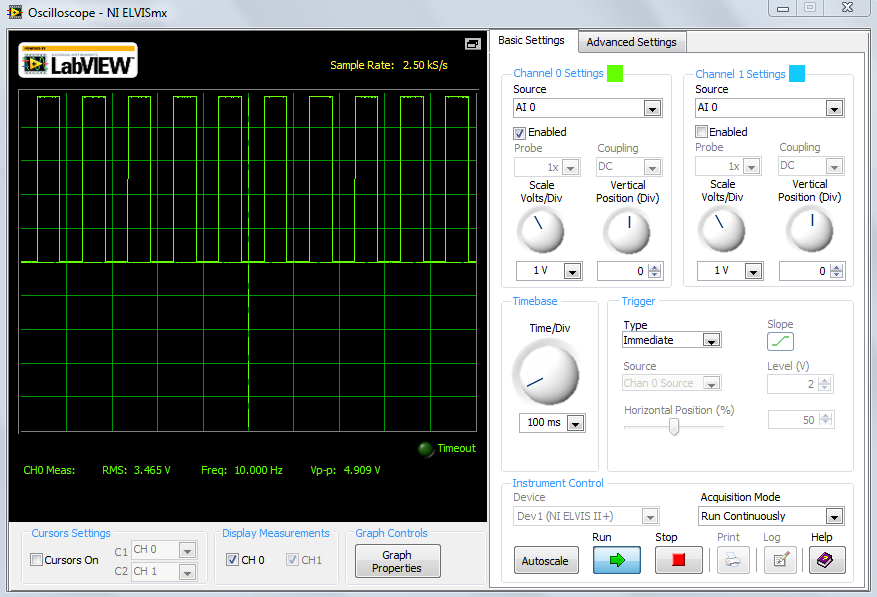 Oscilloscope - NI ELVISmx
POWERED BY
LabVIEW™
Sample Rate: 2.50 kS/s
Timeout
CH0 Meas: RMS: 3.465 V Freq: 10.000 Hz Vp-p: 4.909 V
Cursors Settings
Cursors On
C1 CH 0
C2 CH 1
Display Measurements
CH 0 CH1
Graph Controls
Graph
Properties
Basic Settings Advanced Settings
Channel 0 Settings
Source
AI 0
Enabled
Probe Coupling
1x DC
Scale Vertical
Volts/Div Position (Div)
1 V 0
Channel 1 Settings
Source
AI 0
Enabled
Probe Coupling
1x DC
Scale Vertical
Volts/Div Position (Div)
1 V 0
Timebase
Time/Div
100 ms
Trigger
Type Slope
Immediate
Source Level (V)
Chan 0 Source 2
Horizontal Position (%)
50
Instrument Control
Device Acquisition Mode
Dev1 (NI ELVIS II+) Run Continuously
Run Stop Print Log Help
Autoscale